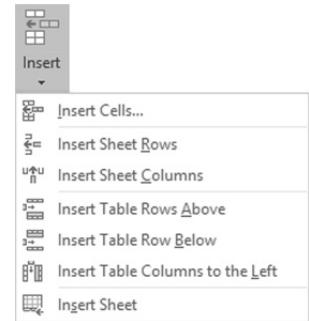 Insert
Insert Cells...
Insert Sheet Rows
Insert Sheet Columns
Insert Table Rows Above
Insert Table Row Below
Insert Table Columns to the Left
Insert Sheet